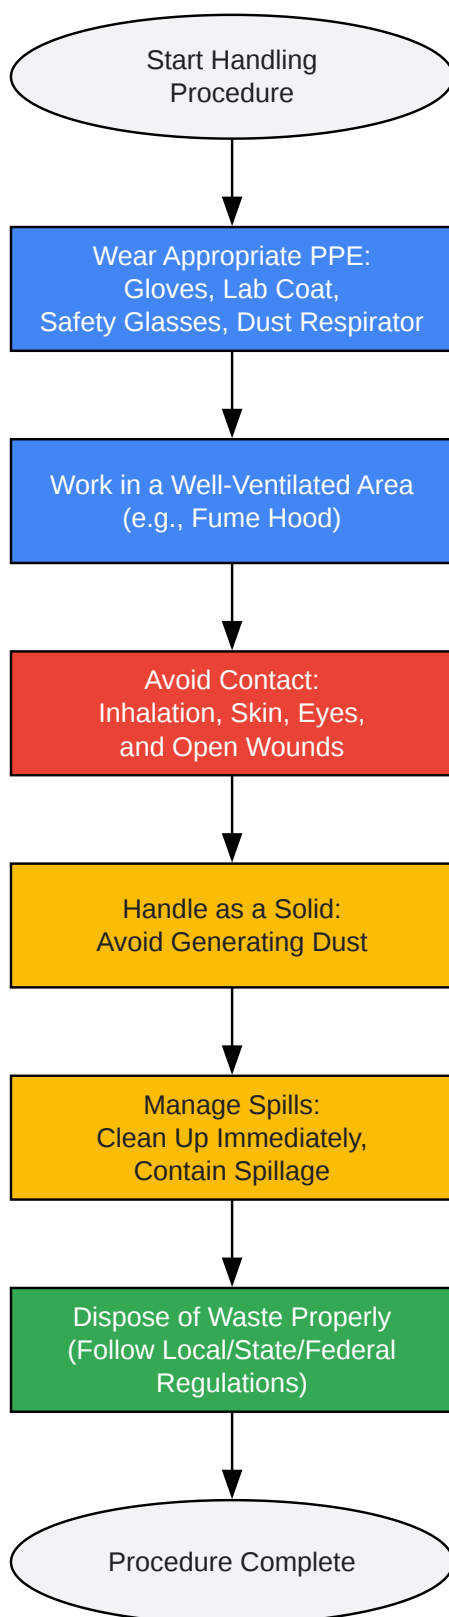 Start Handling
Procedure
Wear Appropriate PPE:
Gloves, Lab Coat,
Safety Glasses, Dust Respirator
Work in a Well-Ventilated Area
(e.g., Fume Hood)
Avoid Contact:
Inhalation, Skin, Eyes,
and Open Wounds
Handle as a Solid:
Avoid Generating Dust
Manage Spills:
Clean Up Immediately,
Contain Spillage
Dispose of Waste Properly
(Follow Local/State/Federal
Regulations)
Procedure Complete